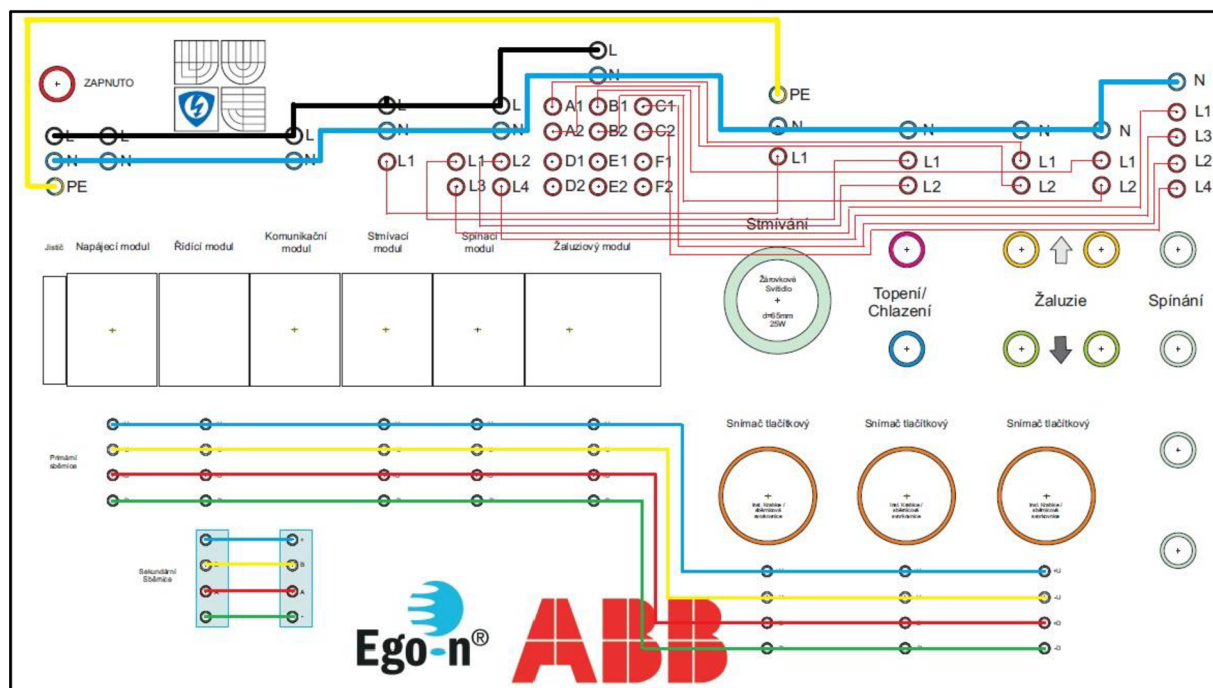 ZAPNUTO
L
N
PE
L
N
L
N
L
N
L1
L
N
L1
L2
L3
L4
L
N
A1
B1
C1
A2
B2
C2
D1
E1
F1
D2
E2
F2
PE
N
L1
N
L1
L2
N
L1
L2
N
L1
L2
N
L1
L3
L2
L4
Jistič
Napájecí modul
Řídící modul
Komunikační
modul
Stmívací
modul
Spínací
modul
Žaluziový modul
Stmívání
Žárovkové
Svítidlo
d=65mm
25W
Topení/
Chlazení
Žaluzie
Spínání
Primární
sběrnice
Sekundární
Sběrnice
+
B
A
-
Snímač tlačítkový
Snímač tlačítkový
Snímač tlačítkový
+U
-U
+D
-D
Ego-n®
ABB